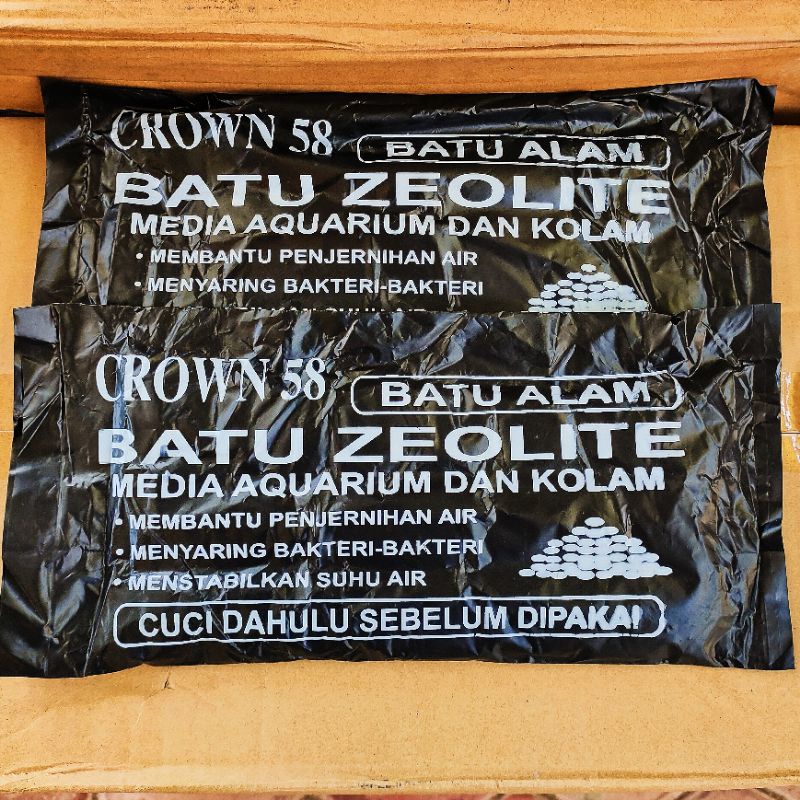 CROWN 58
BATU ALAM
BATU ZEOLITE
MEDIA AQUARIUM DAN KOLAM
• MEMBANTU PENJERNIHAN AIR
• MENYARING BAKTERI-BAKTERI
SUHU AIR
CROWN 58
BATU ALAM
BATU ZEOLITE
MEDIA AQUARIUM DAN KOLAM
• MEMBANTU PENJERNIHAN AIR
• MENYARING BAKTERI-BAKTERI
• MENSTABILKAN SUHU AIR
CUCI DAHULU SEBELUM DIPAKAI